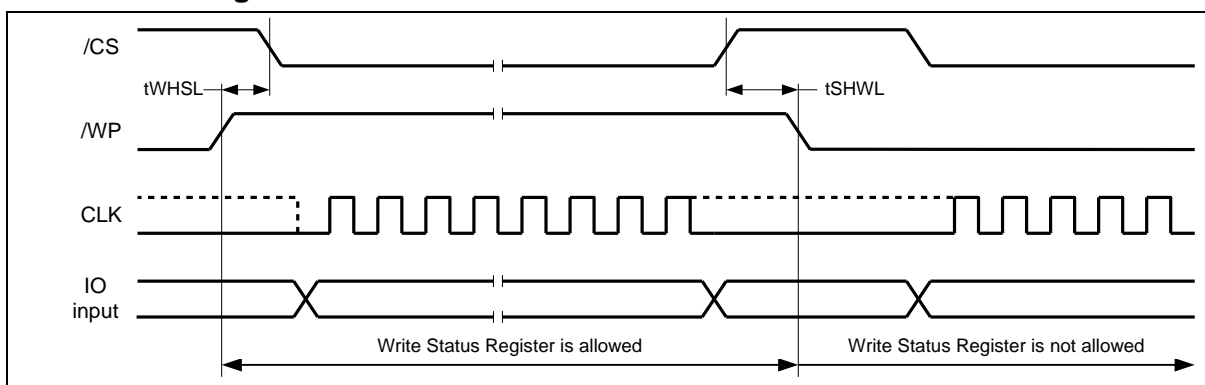 /CS
tWHSL
tSHWL
/WP
CLK
IO
input
Write Status Register is allowed
Write Status Register is not allowed